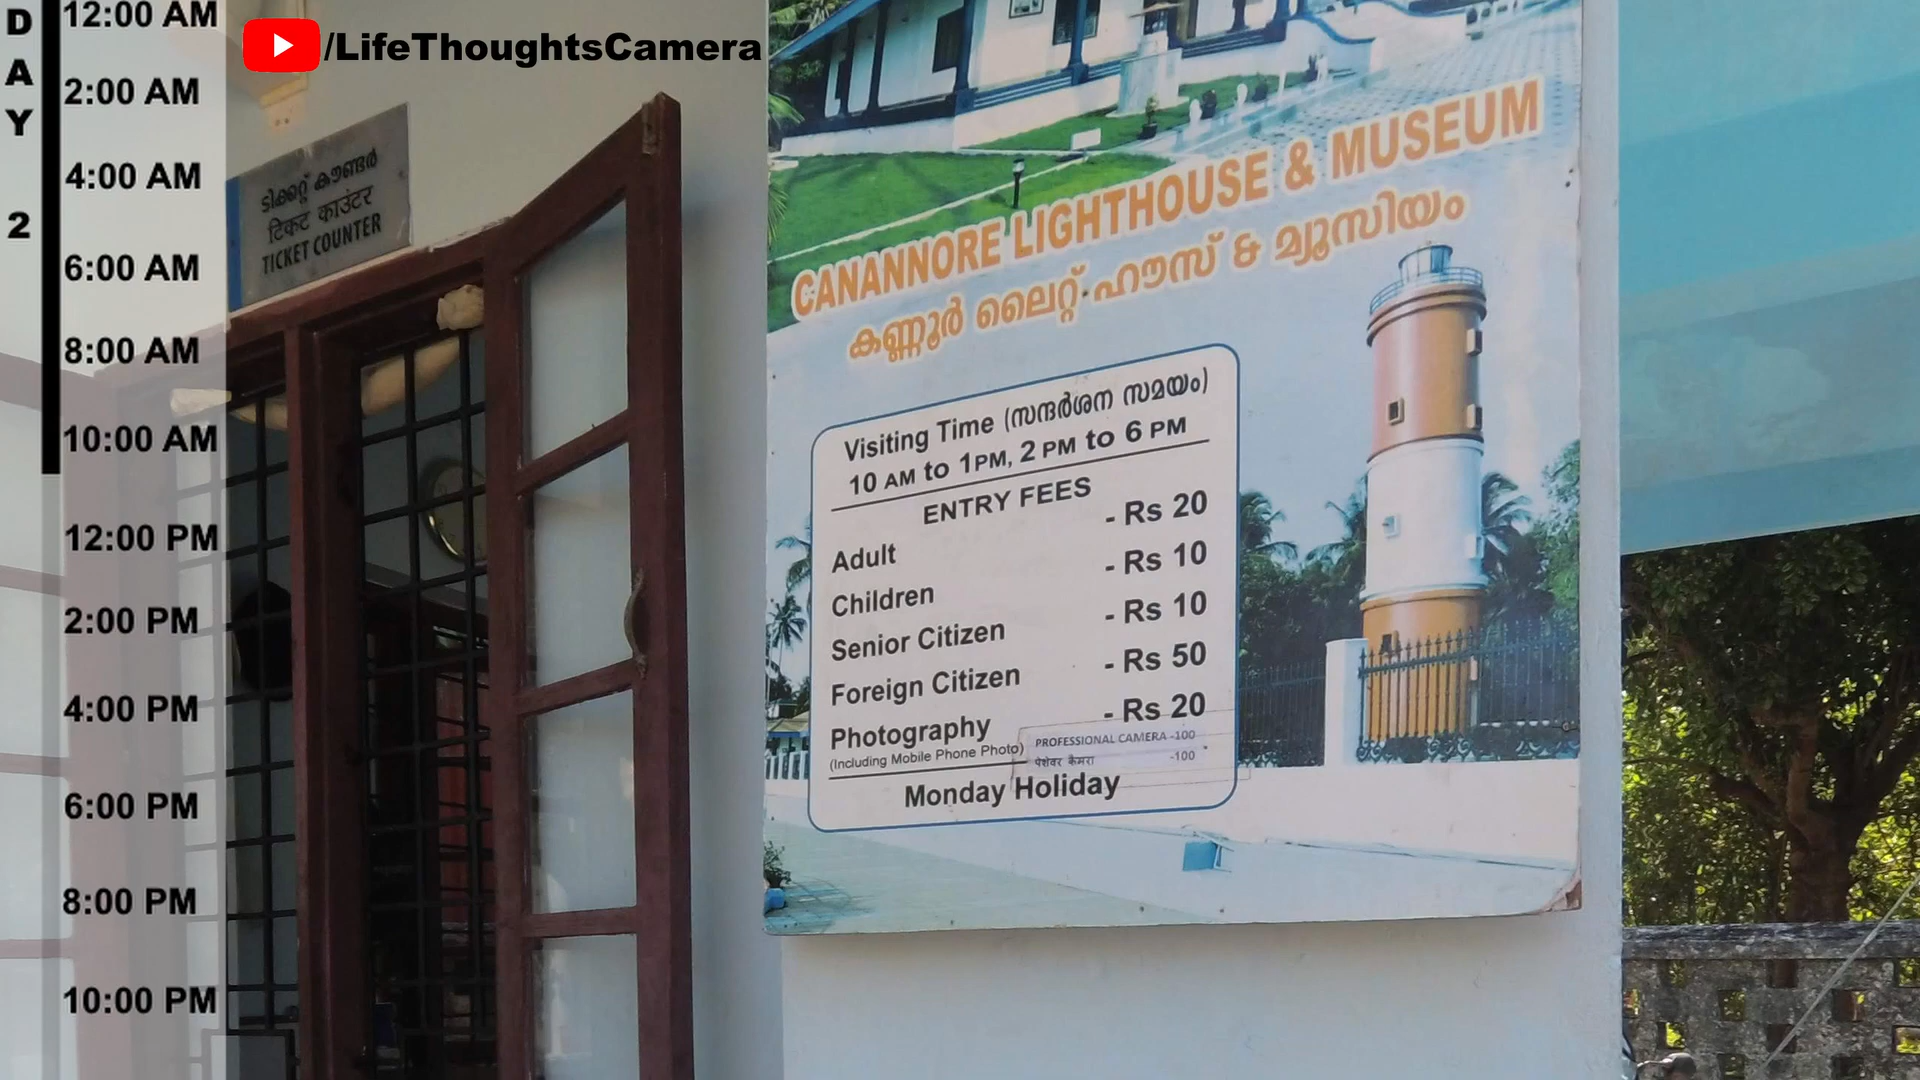 DAY 2
12:00 AM
2:00 AM
4:00 AM
6:00 AM
8:00 AM
10:00 AM
12:00 PM
2:00 PM
4:00 PM
6:00 PM
8:00 PM
10:00 PM
/LifeThoughtsCamera
ടിക്കറ്റ് കൗണ്ടർ
टिकट काउंटर
TICKET COUNTER
CANANNORE LIGHTHOUSE & MUSEUM
കണ്ണൂർ ലൈറ്റ് ഹൗസ് & മ്യൂസിയം
Visiting Time (സന്ദർശന സമയം)
10 AM to 1PM, 2 PM to 6 PM
ENTRY FEES
Adult - Rs 20
Children - Rs 10
Senior Citizen - Rs 10
Foreign Citizen - Rs 50
Photography - Rs 20
(Including Mobile Phone Photo)
PROFESSIONAL CAMERA -100
पेशेवर कैमरा -100
Monday Holiday